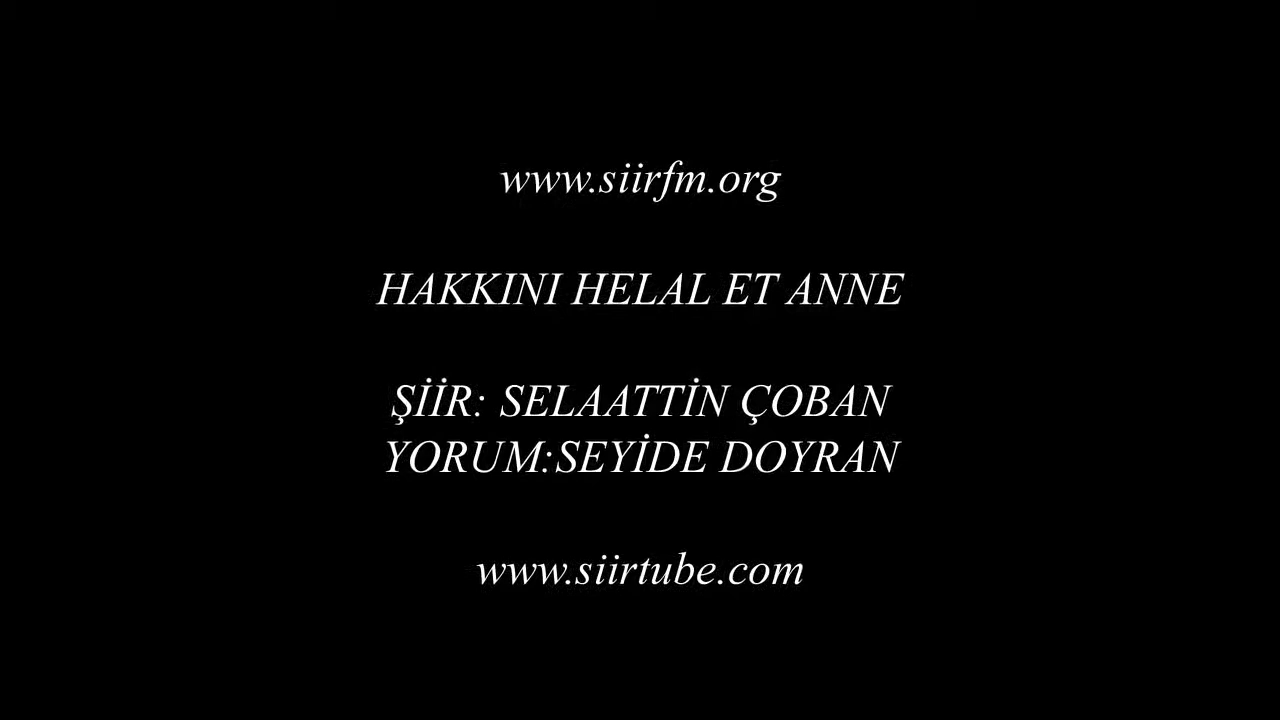 www.siirfm.org
HAKKINI HELAL ET ANNE
ŞİİR: SELAATTİN ÇOBAN
YORUM:SEYİDE DOYRAN
www.siirtube.com